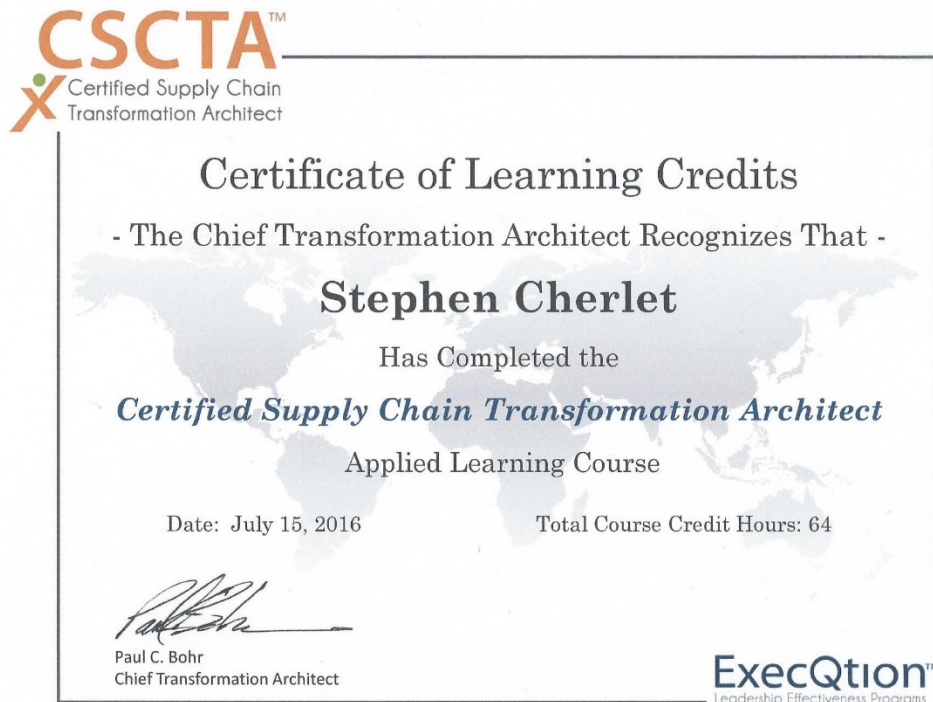 CSCTA™
Certified Supply Chain
Transformation Architect
Certificate of Learning Credits
- The Chief Transformation Architect Recognizes That -
Stephen Cherlet
Has Completed the
Certified Supply Chain Transformation Architect
Applied Learning Course
Date: July 15, 2016 Total Course Credit Hours: 64
Paul C. Bohr
Chief Transformation Architect
ExecQtion™
Leadership Effectiveness Programs